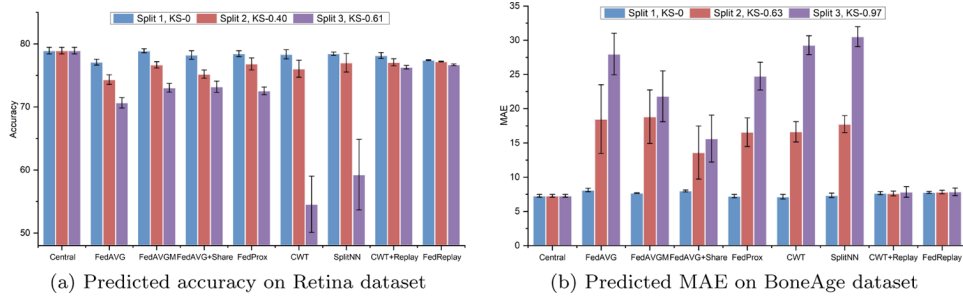 Split 1, KS-0 Split 2, KS-0.40 Split 3, KS-0.61
80
70
60
50
Accuracy
Central FedAVG FedAVGM FedAVG+Share FedProx CWT SplitNN CWT+Replay FedReplay
(a) Predicted accuracy on Retina dataset
Split 1, KS-0 Split 2, KS-0.63 Split 3, KS-0.97
35
30
25
20
15
10
5
0
MAE
Central FedAVG FedAVGM FedAVG+Share FedProx CWT SplitNN CWT+Replay FedReplay
(b) Predicted MAE on BoneAge dataset